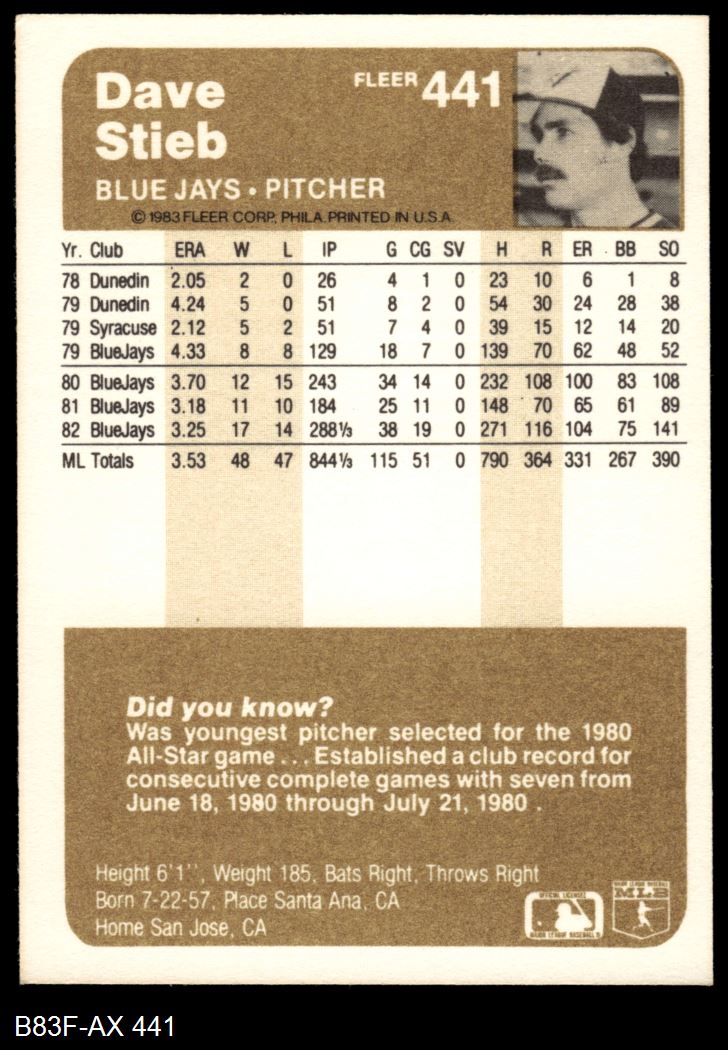 Dave
Stieb
FLEER 441
BLUE JAYS • PITCHER
© 1983 FLEER CORP. PHILA. PRINTED IN U.S.A.
Yr. Club ERA W L IP G CG SV H R ER BB SO
78 Dunedin 2.05 2 0 26 4 1 0 23 10 6 1 8
79 Dunedin 4.24 5 0 51 8 2 0 54 30 24 28 38
79 Syracuse 2.12 5 2 51 7 4 0 39 15 12 14 20
79 BlueJays 4.33 8 8 129 18 7 0 139 70 62 48 52
80 BlueJays 3.70 12 15 243 34 14 0 232 108 100 83 108
81 BlueJays 3.18 11 10 184 25 11 0 148 70 65 61 89
82 BlueJays 3.25 17 14 288⅓ 38 19 0 271 116 104 75 141
ML Totals 3.53 48 47 844⅓ 115 51 0 790 364 331 267 390
Did you know?
Was youngest pitcher selected for the 1980
All-Star game . . . Established a club record for
consecutive complete games with seven from
June 18, 1980 through July 21, 1980 .
Height 6'1'', Weight 185, Bats Right, Throws Right
Born 7-22-57, Place Santa Ana, CA
Home San Jose, CA
OFFICIAL LICENSEE
MAJOR LEAGUE BASEBALL
MAJOR LEAGUE BASEBALL
MLB
B83F-AX 441